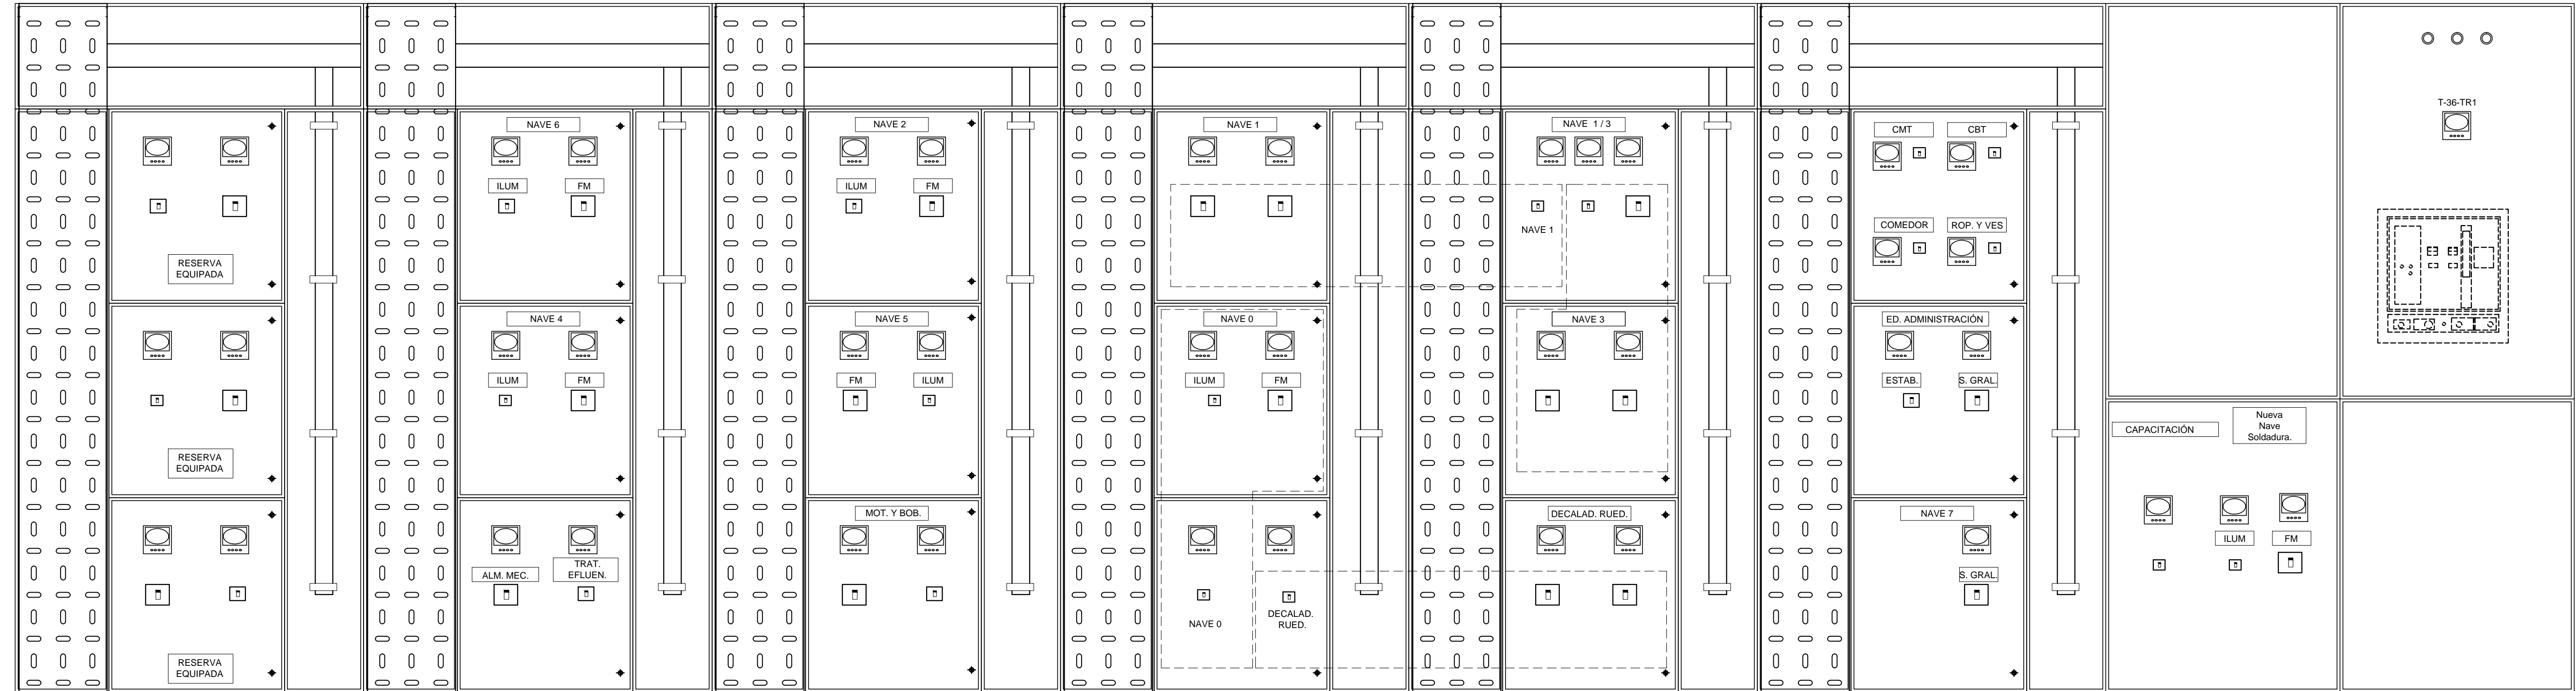 RESERVA
EQUIPADA
RESERVA
EQUIPADA
RESERVA
EQUIPADA
NAVE 6
ILUM FM
NAVE 4
ILUM FM
ALM. MEC.
TRAT.
EFLUEN.
NAVE 2
ILUM FM
NAVE 5
FM ILUM
MOT. Y BOB.
NAVE 1
NAVE 0
ILUM FM
NAVE 0
DECALAD.
RUED.
NAVE 1 / 3
NAVE 1
NAVE 3
DECALAD. RUED.
CMT CBT
COMEDOR ROP. Y VES
ED. ADMINISTRACIÓN
ESTAB. S. GRAL.
NAVE 7
S. GRAL.
CAPACITACIÓN
Nueva
Nave
Soldadura.
ILUM FM
T-36-TR1